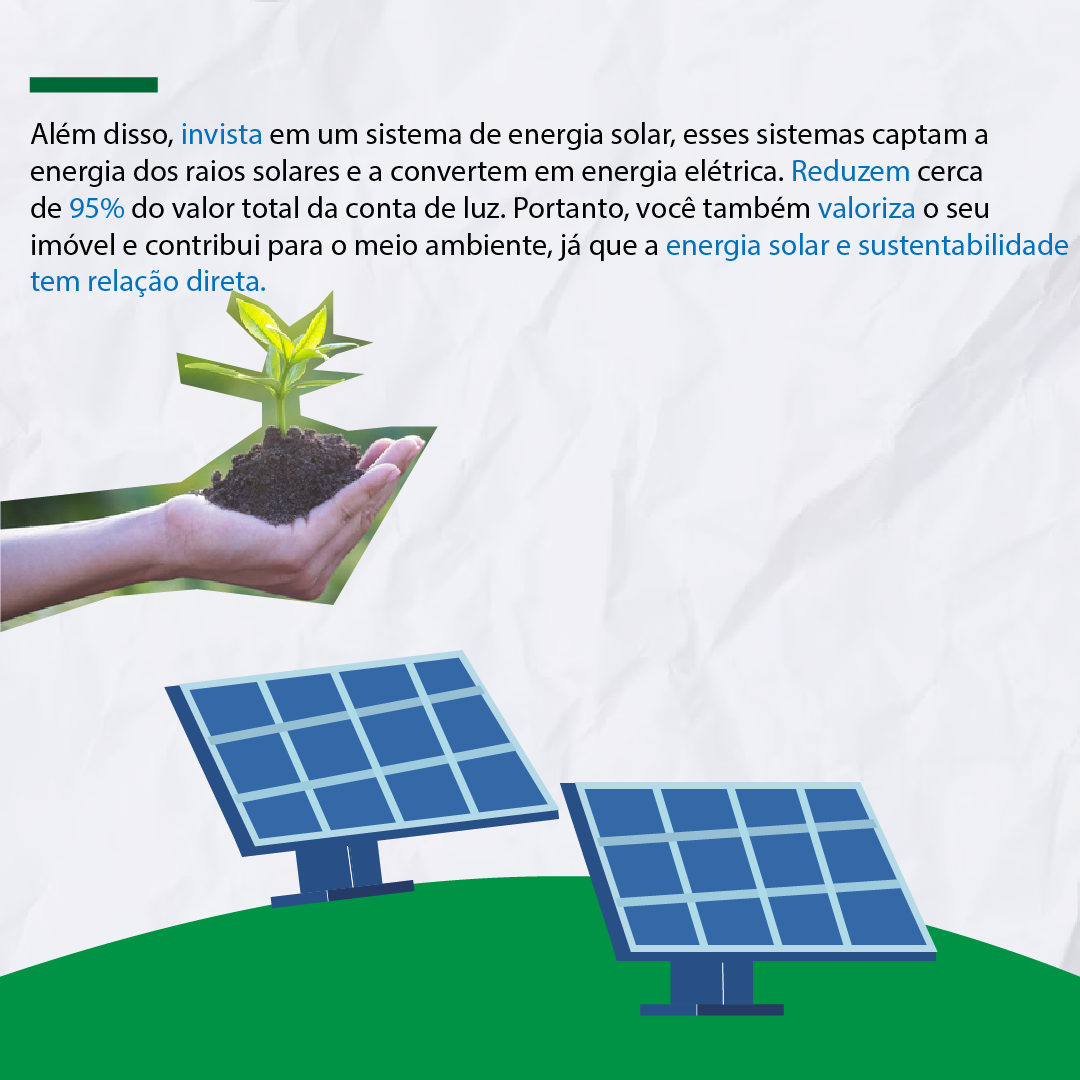 Além disso, invista em um sistema de energia solar, esses sistemas captam a
energia dos raios solares e a convertem em energia elétrica. Reduzem cerca
de 95% do valor total da conta de luz. Portanto, você também valoriza o seu
imóvel e contribui para o meio ambiente, já que a energia solar e sustentabilidade
tem relação direta.